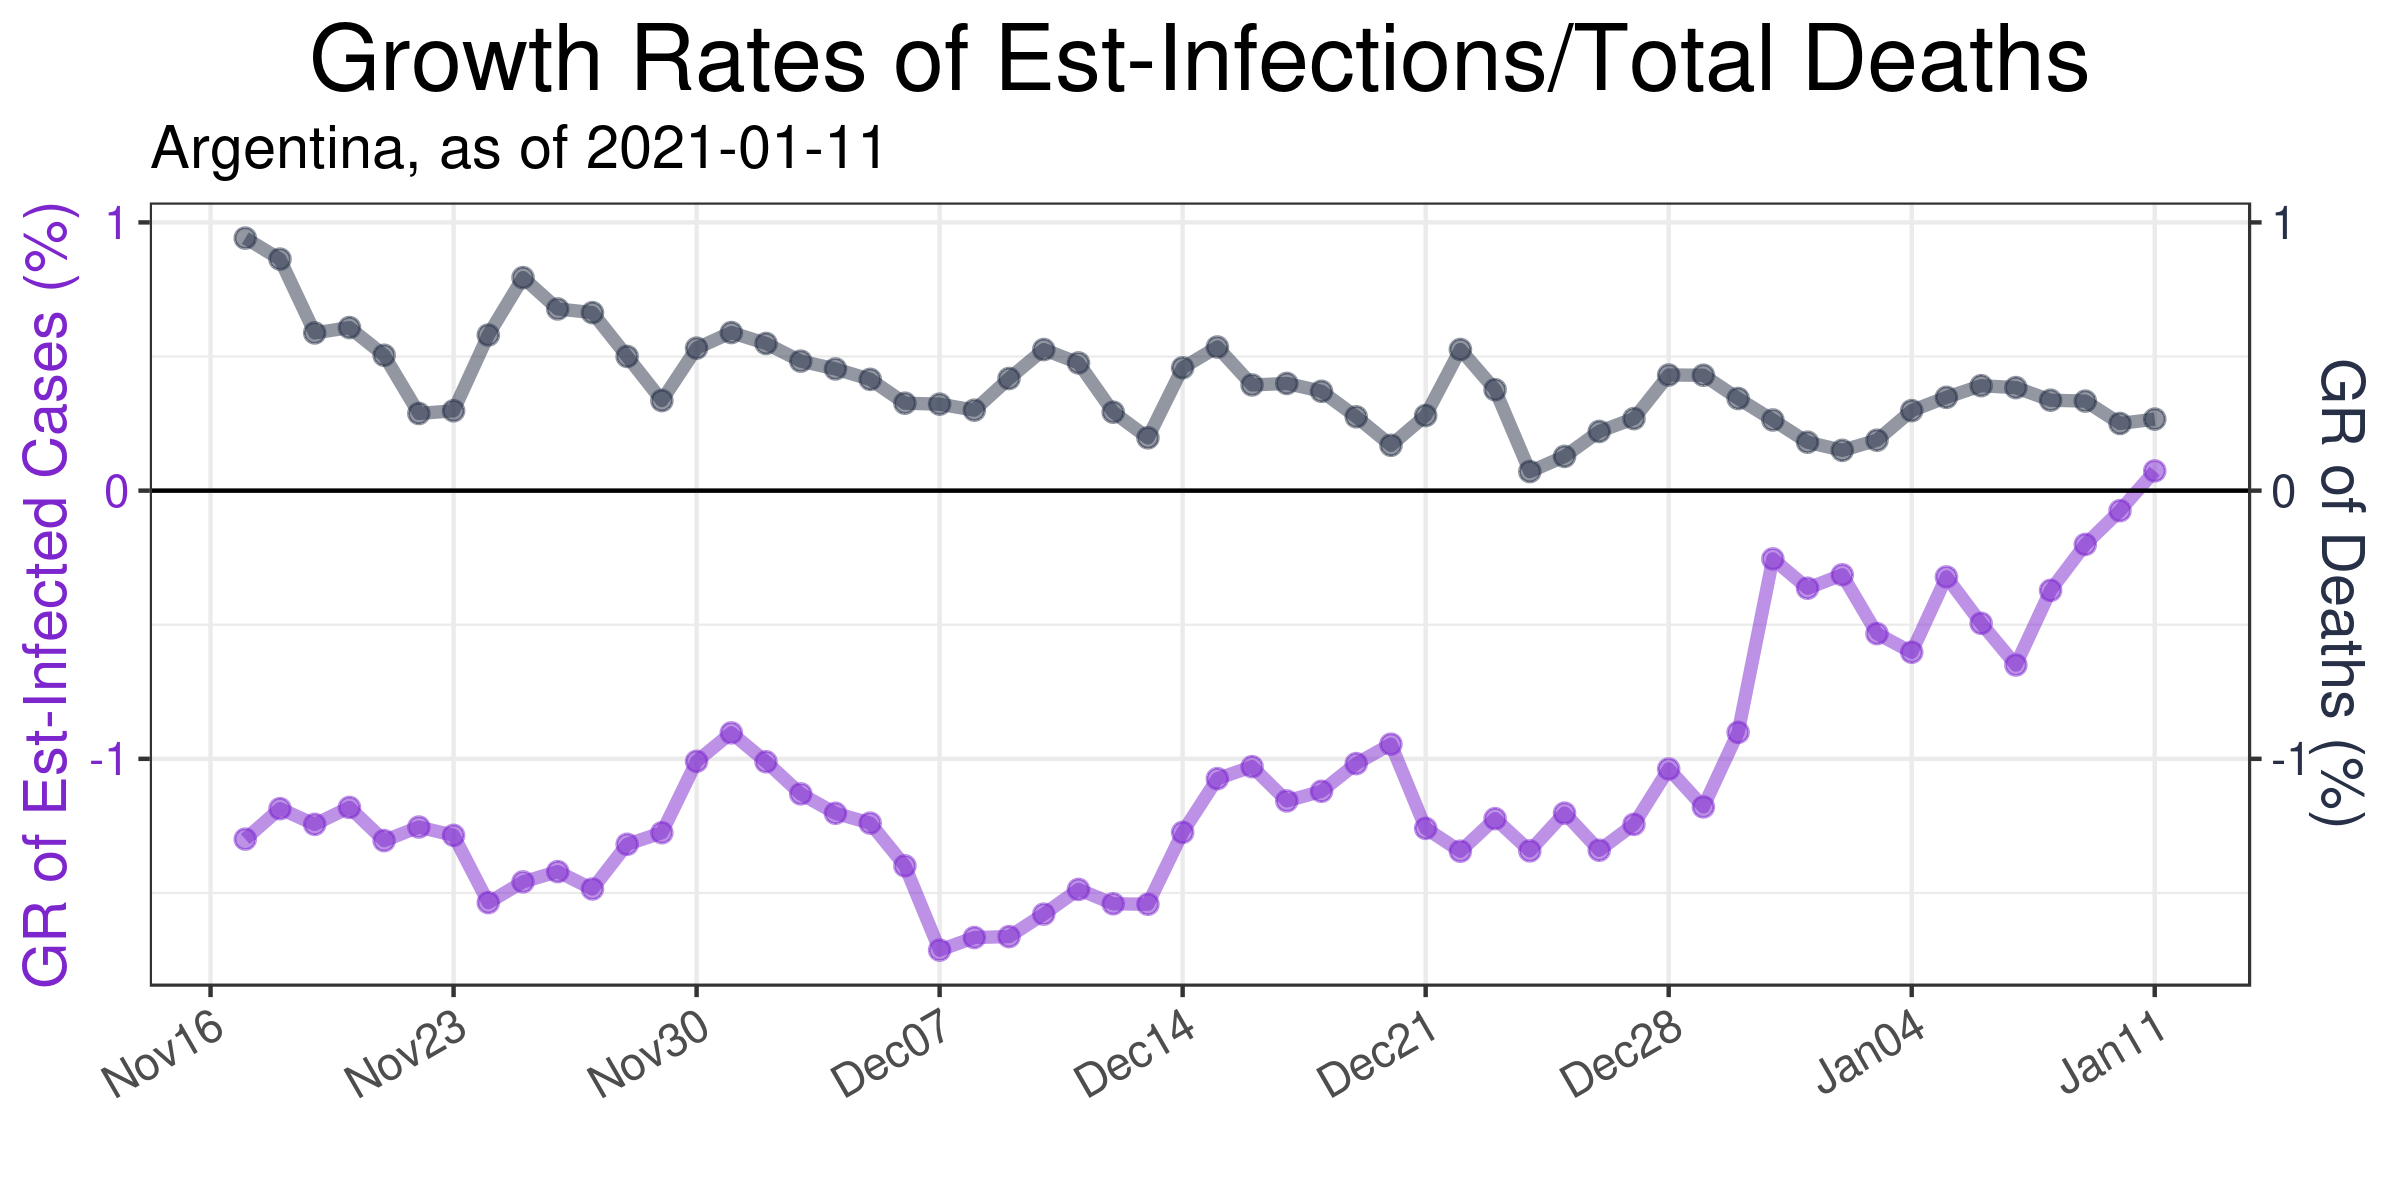 Growth Rates of Est-Infections/Total Deaths
Argentina, as of 2021-01-11
GR of Est-Infected Cases (%)
1
0
-1
1
0
-1
GR of Deaths (%)
Nov16
Nov23
Nov30
Dec07
Dec14
Dec21
Dec28
Jan04
Jan11